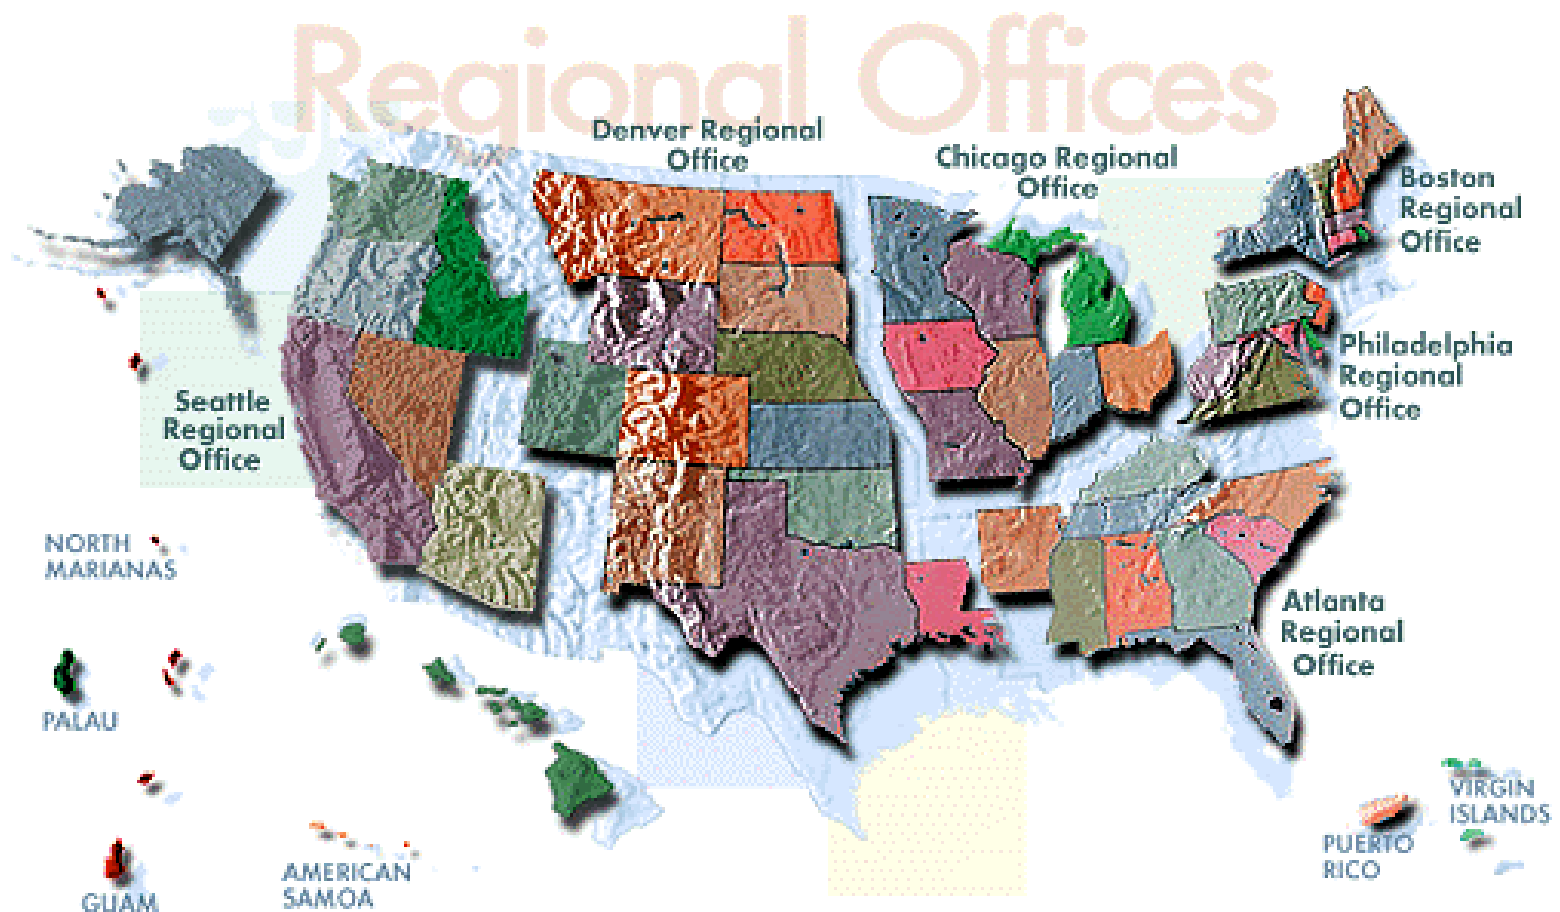 Regional Offices
Denver Regional
Office
Chicago Regional
Office
Boston
Regional
Office
Philadelphia
Regional
Office
Seattle
Regional
Office
NORTH
MARIANAS
Atlanta
Regional
Office
PALAU
VIRGIN
ISLANDS
PUERTO
RICO
AMERICAN
SAMOA
GUAM